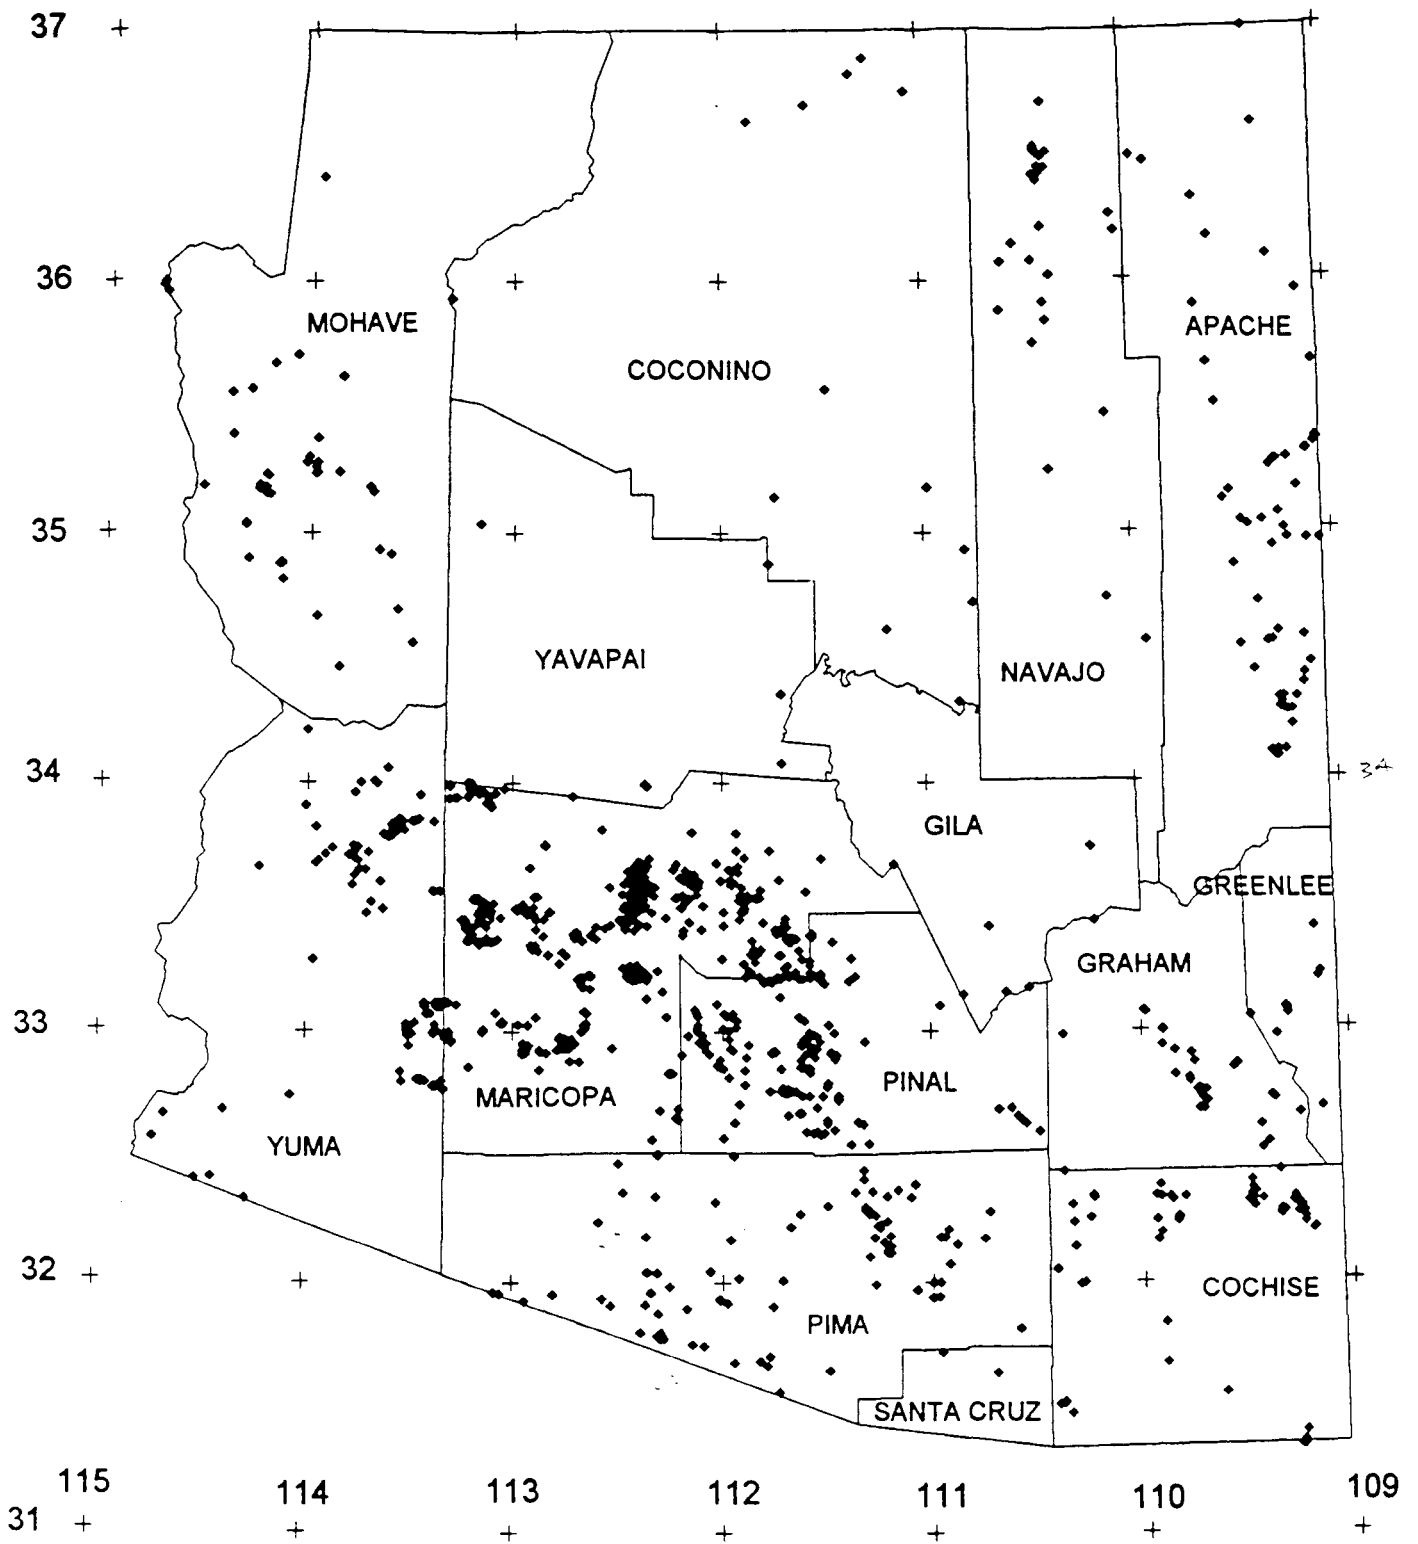 37
36
MOHAVE
APACHE
COCONINO
35
YAVAPAI
NAVAJO
34
34
GILA
GREENLEE
GRAHAM
33
PINAL
MARICOPA
YUMA
32
COCHISE
PIMA
SANTA CRUZ
115 114 113 112 111 110 109
31